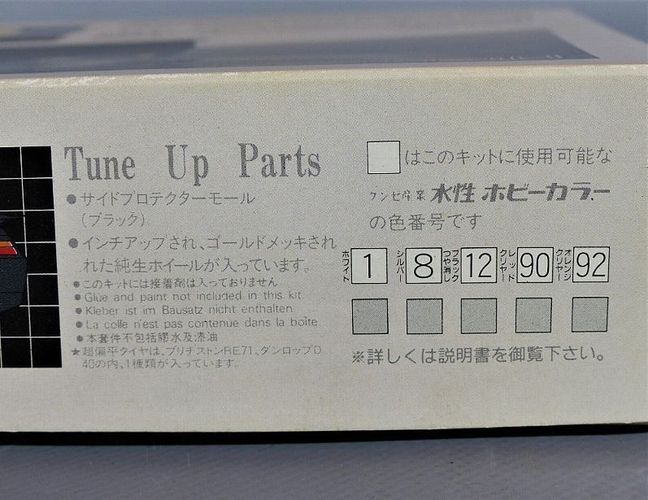 Tune Up Parts
●サイドプロテクターモール
(ブラック)
●インチアップされ、ゴールドメッキされ
れた純生ホイールが入っています。
●このキットには接着剤は入っておりません
●Glue and paint not included in this kit.
●Kleber ist im Bausatz nicht enthalten
●La colle n'est pas contenue dans la boîte
●本套件不包括膠水及漆油
★超偏平タイヤは、ブリヂストンRE71、ダンロップD
40の内、1種類が入っています。
□はこのキットに使用可能な
グンゼ産業 水性 ホビーカラー
の色番号です
ホワイト 1 シルバー 8 ブラックつや消し 12 レッドクリヤー 90 オレンジクリヤー 92
※詳しくは説明書を御覧下さい。